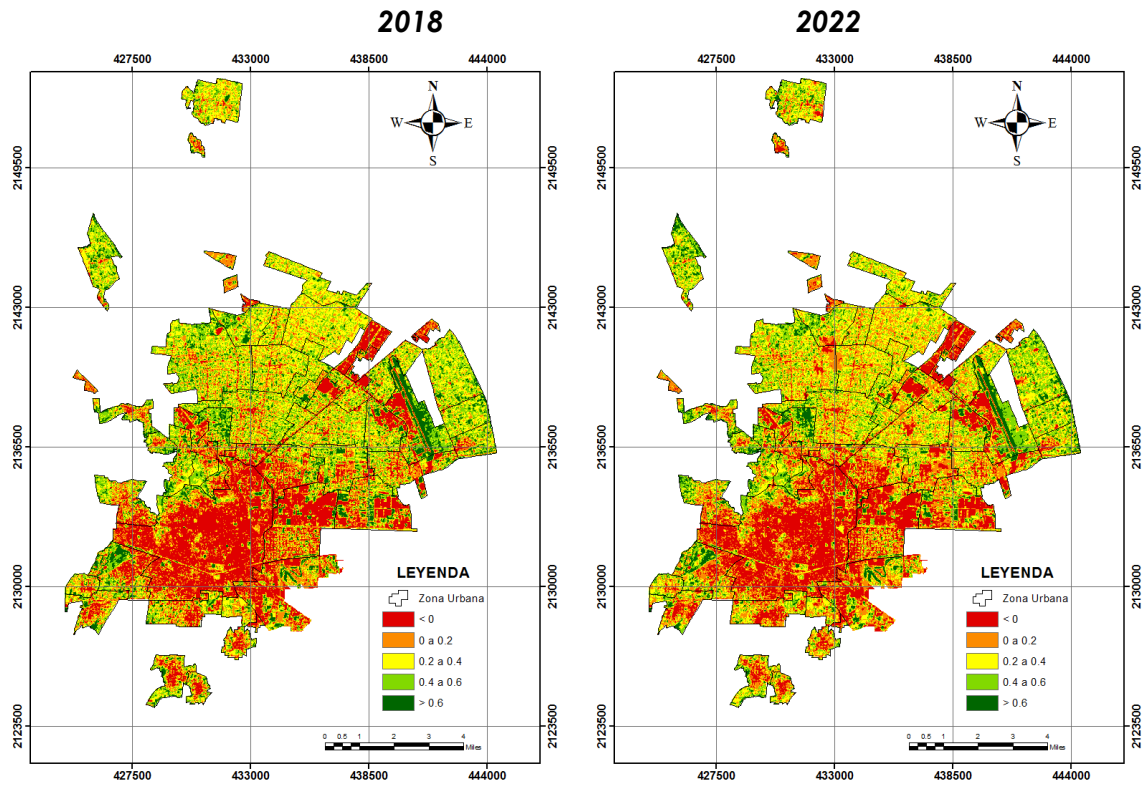 2018
427500 433000 438500 444000
N
W E
S
2149500 2149500
2143000 2143000
2136500 2136500
2130000 2130000
2123500 2123500
LEYENDA
Zona Urbana
< 0
0 a 0.2
0.2 a 0.4
0.4 a 0.6
> 0.6
0 0.5 1 2 3 4
Miles
427500 433000 438500 444000
2022
427500 433000 438500 444000
N
W E
S
2149500 2149500
2143000 2143000
2136500 2136500
2130000 2130000
2123500 2123500
LEYENDA
Zona Urbana
< 0
0 a 0.2
0.2 a 0.4
0.4 a 0.6
> 0.6
0 0.5 1 2 3 4
Miles
427500 433000 438500 444000